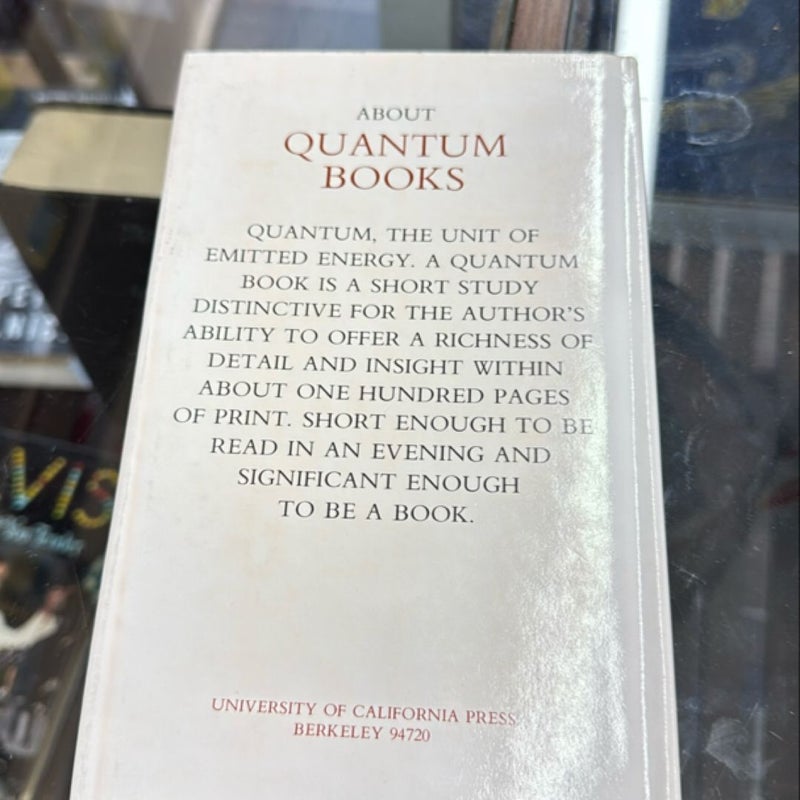 ABOUT
QUANTUM
BOOKS
QUANTUM, THE UNIT OF
EMITTED ENERGY. A QUANTUM
BOOK IS A SHORT STUDY
DISTINCTIVE FOR THE AUTHOR'S
ABILITY TO OFFER A RICHNESS OF
DETAIL AND INSIGHT WITHIN
ABOUT ONE HUNDRED PAGES
OF PRINT. SHORT ENOUGH TO BE
READ IN AN EVENING AND
SIGNIFICANT ENOUGH
TO BE A BOOK.
UNIVERSITY OF CALIFORNIA PRESS
BERKELEY 94720